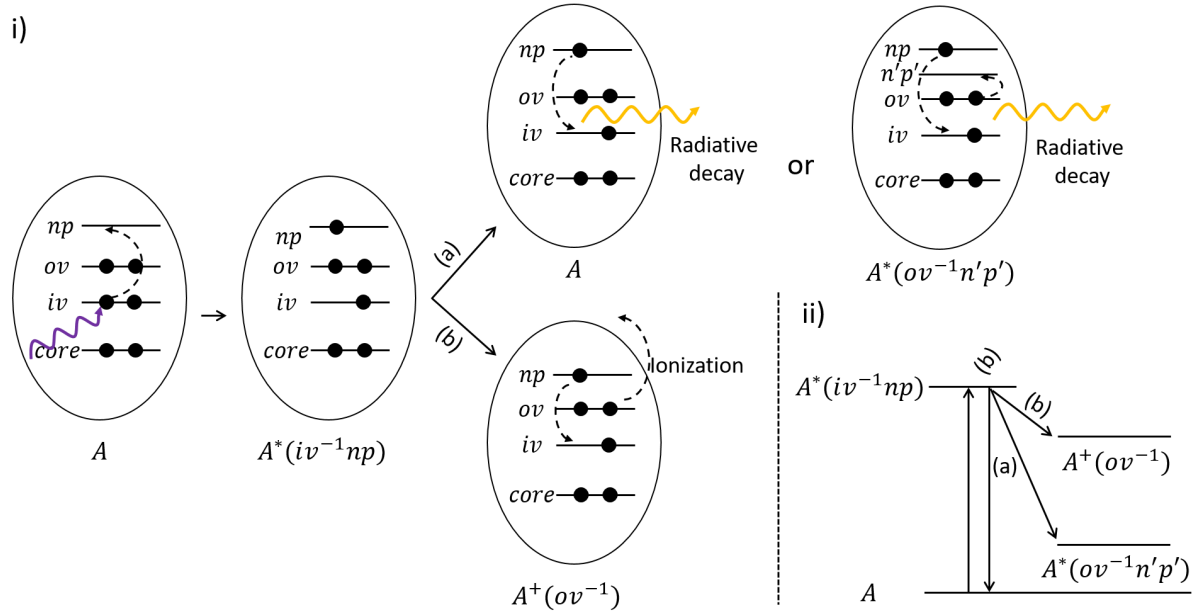 i)
np
ov
iv
core
Radiative
decay
or
np
n′p′
ov
iv
core
Radiative
decay
np
ov
iv
core
A
np
ov
iv
core
A*(iv⁻¹np)
(a)
(b)
A
A*(ov⁻¹n′p′)
Ionization
np
ov
iv
core
A⁺(ov⁻¹)
ii)
(b)
A*(iv⁻¹np)
(b)
(a)
A⁺(ov⁻¹)
A*(ov⁻¹n′p′)
A